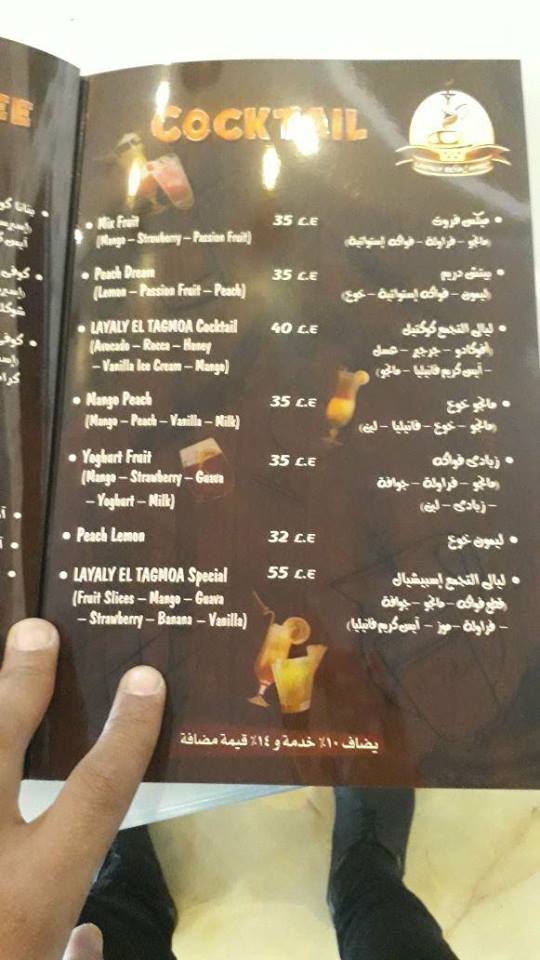 COCKTAIL
• Mix Fruit 35 L.E • ميكس فروت
(Mango – Strawberry – Passion Fruit) (مانجو – فراولة – فواكه إستوائية)
• Peach Dream 35 L.E • بيتش دريم
(Lemon – Passion Fruit – Peach) (ليمون – فواكه إستوائية – خوخ)
• LAYALY EL TAGMOA Cocktail 40 L.E • ليالى التجمع كوكتيل
(Avocado – Rocca – Honey (أفوكادو – جرجير – عسل
– Vanilla Ice Cream – Mango) – آيس كريم فانيليا – مانجو)
• Mango Peach 35 L.E • مانجو خوخ
(Mango – Peach – Vanilla – Milk) (مانجو – خوخ – فانيليا – لبن)
• Yoghurt Fruit 35 L.E • زبادى فواكه
(Mango – Strawberry – Guava (مانجو – فراولة – جوافة
– Yoghurt – Milk) – زبادى – لبن)
• Peach Lemon 32 L.E • ليمون خوخ
• LAYALY EL TAGMOA Special 55 L.E • ليالى التجمع إسبيشيال
(Fruit Slices – Mango – Guava (قطع فواكه – مانجو – جوافة
– Strawberry – Banana – Vanilla) – فراولة – موز – آيس كريم فانيليا)
يضاف ١٠٪ خدمة و ١٤٪ قيمة مضافة